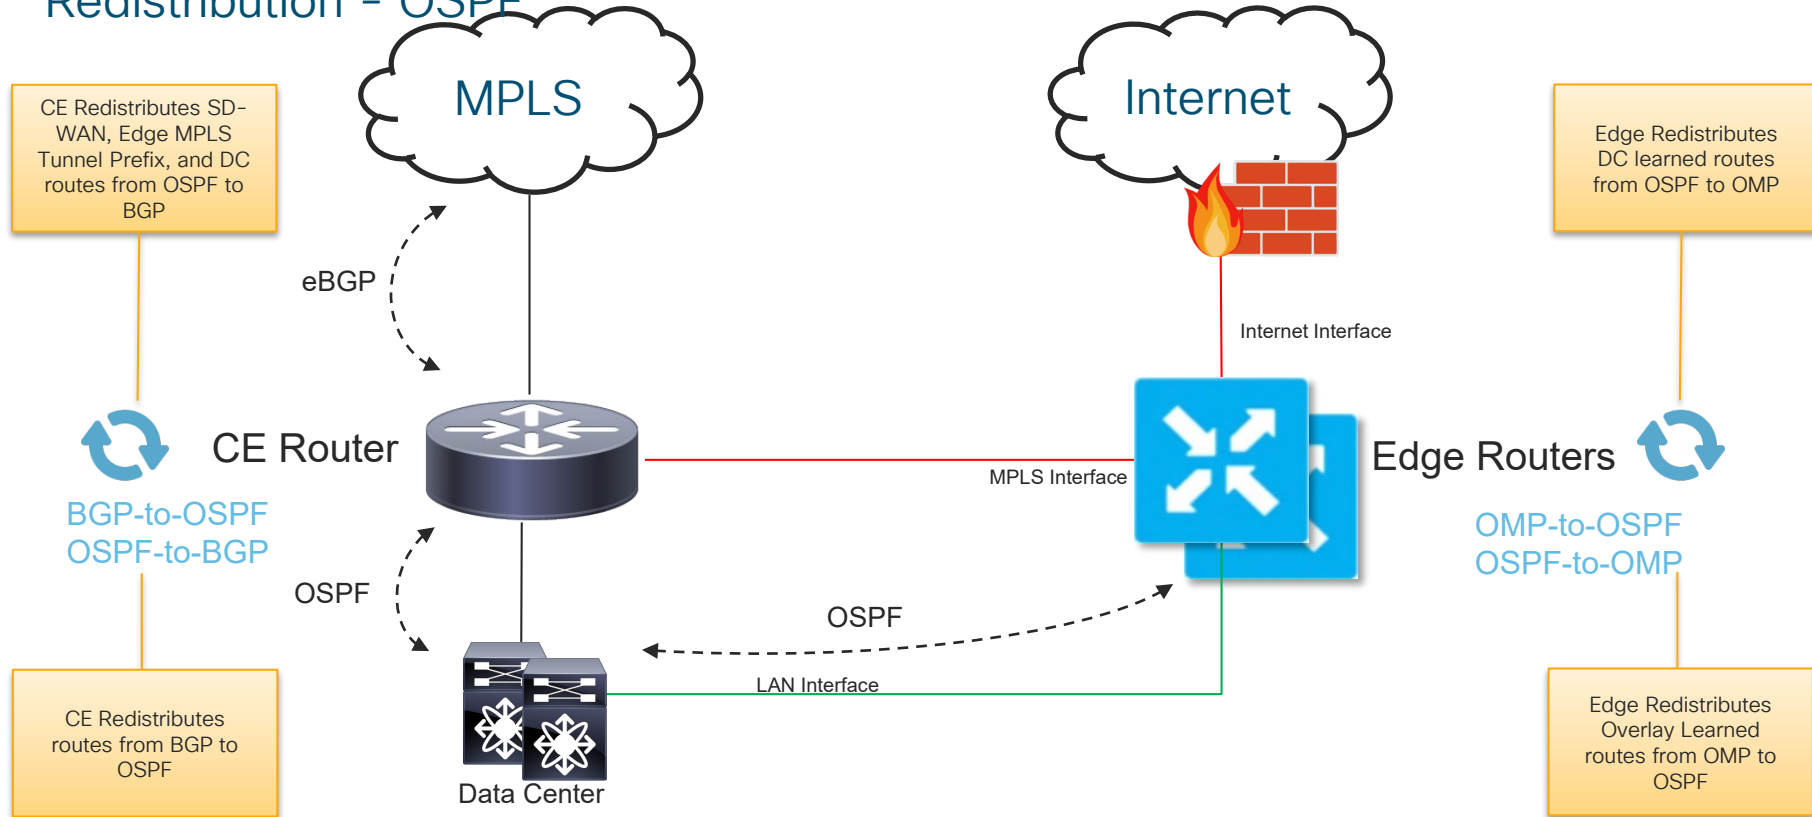 Redistribution - OSPF
MPLS
Internet
CE Redistributes SD-
WAN, Edge MPLS
Tunnel Prefix, and DC
routes from OSPF to
BGP
Edge Redistributes
DC learned routes
from OSPF to OMP
eBGP
Internet Interface
CE Router
MPLS Interface
Edge Routers
BGP-to-OSPF
OSPF-to-BGP
OMP-to-OSPF
OSPF-to-OMP
OSPF
OSPF
LAN Interface
CE Redistributes
routes from BGP to
OSPF
Data Center
Edge Redistributes
Overlay Learned
routes from OMP to
OSPF